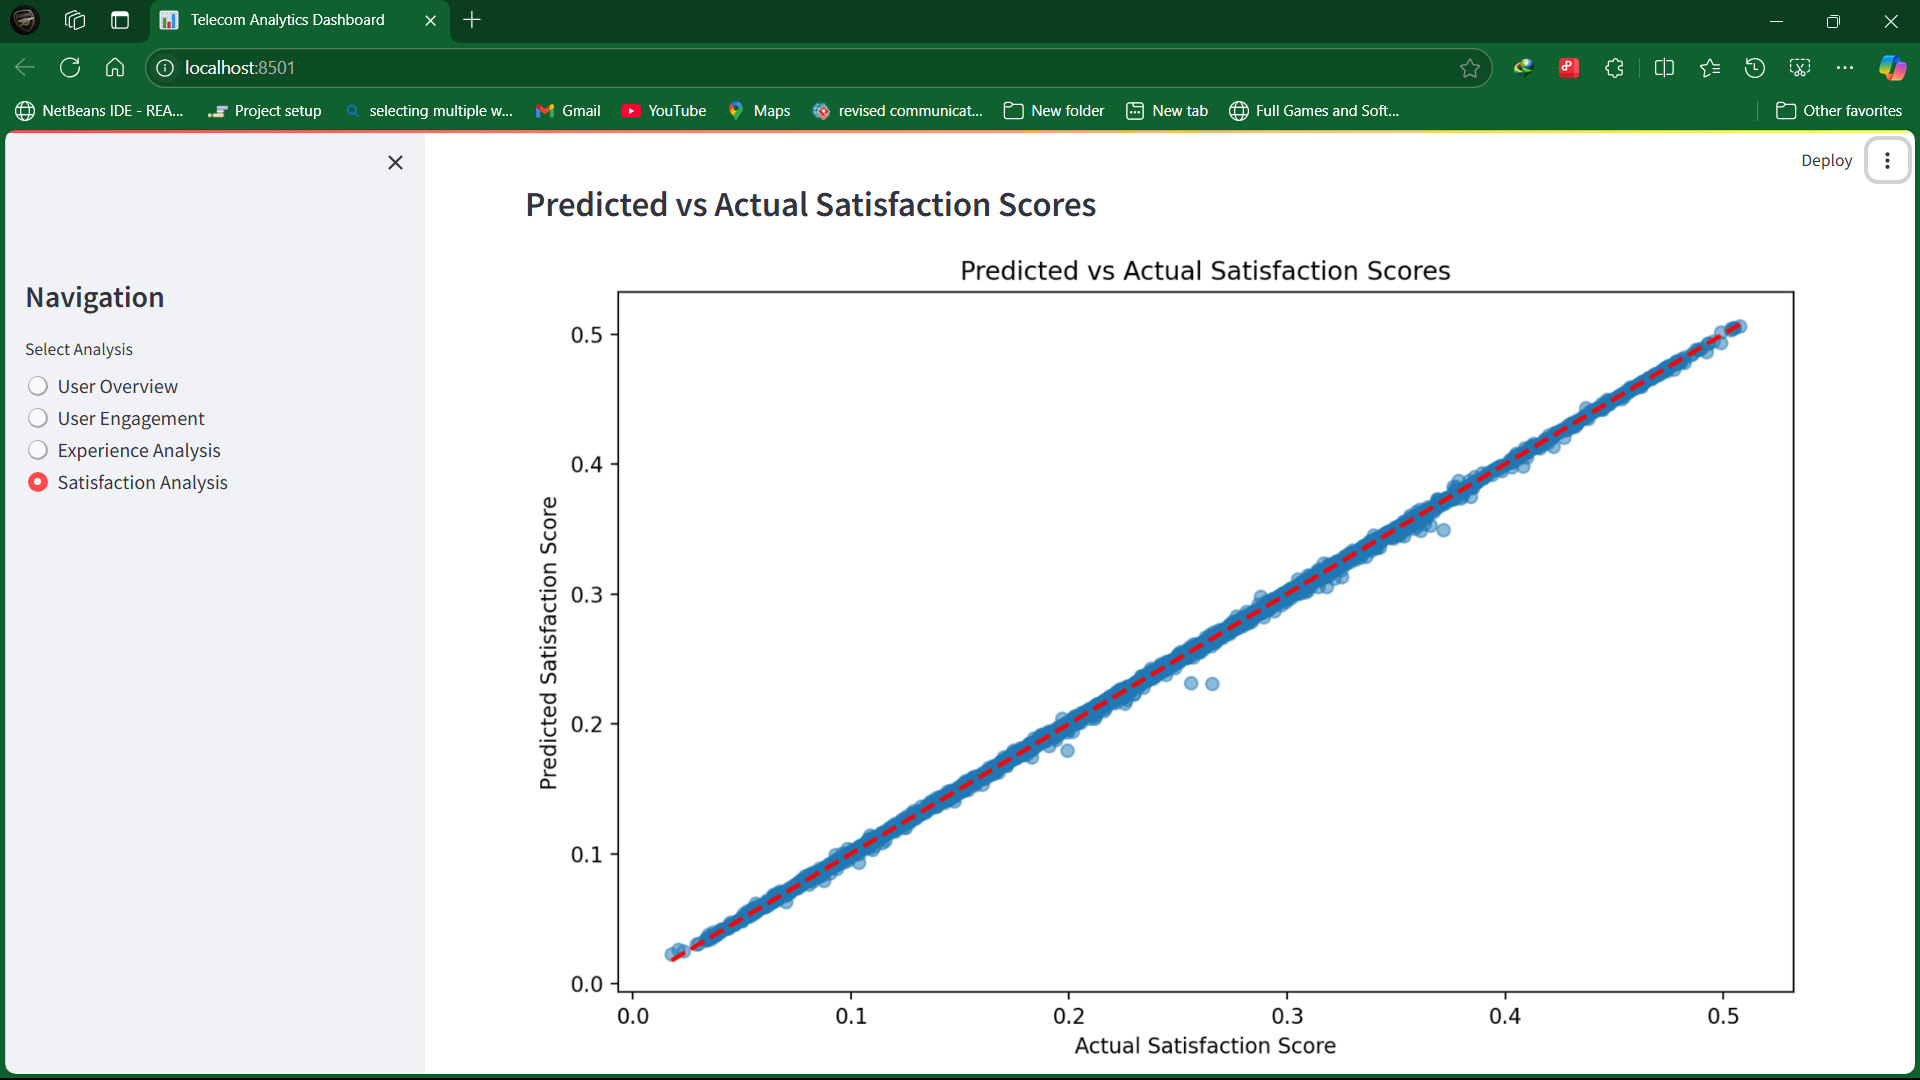 Telecom Analytics Dashboard
localhost:8501
NetBeans IDE - REA...
Project setup
selecting multiple w...
Gmail
YouTube
Maps
revised communicat...
New folder
New tab
Full Games and Soft...
Other favorites
Deploy
Navigation
Select Analysis
User Overview
User Engagement
Experience Analysis
Satisfaction Analysis
Predicted vs Actual Satisfaction Scores
Predicted vs Actual Satisfaction Scores
Predicted Satisfaction Score
0.5
0.4
0.3
0.2
0.1
0.0
0.0 0.1 0.2 0.3 0.4 0.5
Actual Satisfaction Score